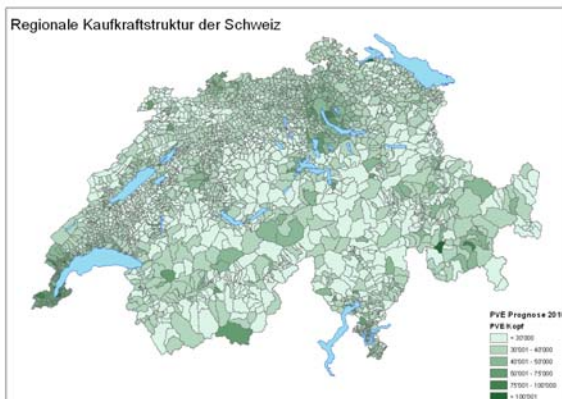 Regionale Kaufkraftstruktur der Schweiz
PVE Prognose 201
PVE/Kopf
< 30'000
30'001 - 40'000
40'001 - 50'000
50'001 - 75'000
75'001 - 100'000
> 100'001